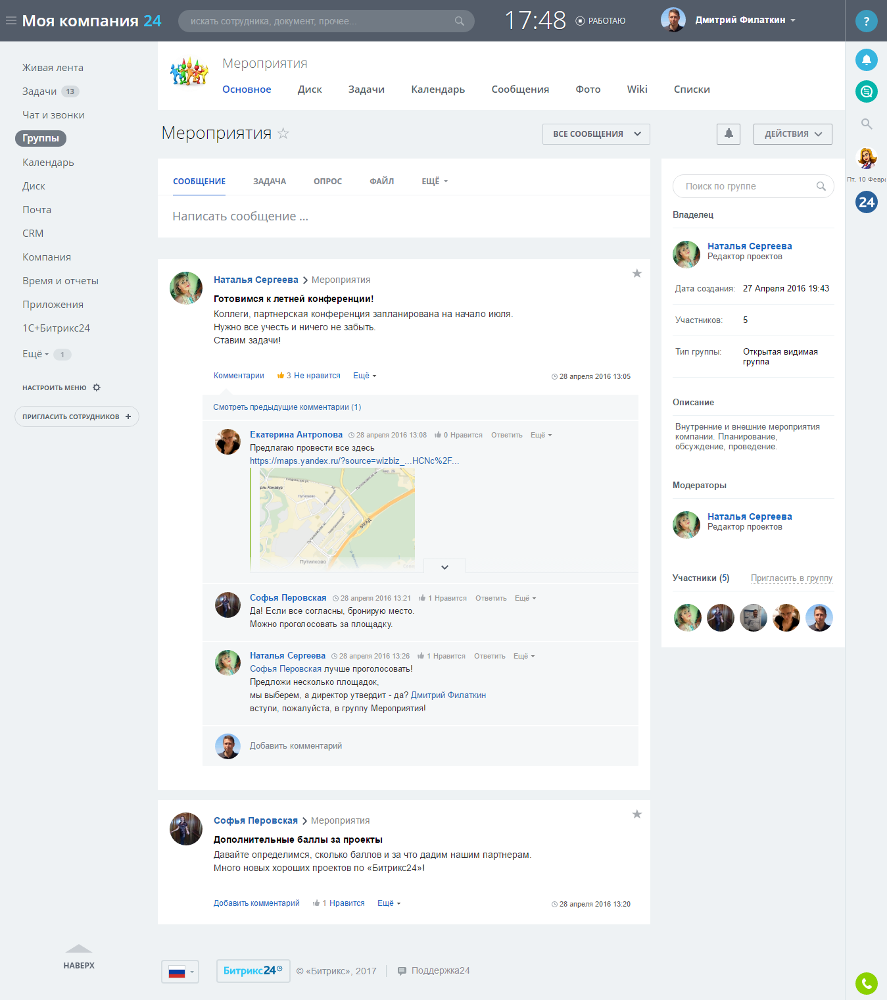 Моя компания 24
искать сотрудника, документ, прочее...
17:48
РАБОТАЮ
Дмитрий Филаткин
?
Живая лента
Задачи 13
Чат и звонки
Группы
Календарь
Диск
Почта
CRM
Компания
Время и отчеты
Приложения
1С+Битрикс24
Ещё 1
НАСТРОИТЬ МЕНЮ
ПРИГЛАСИТЬ СОТРУДНИКОВ +
Мероприятия
Основное Диск Задачи Календарь Сообщения Фото Wiki Списки
Мероприятия
ВСЕ СООБЩЕНИЯ
ДЕЙСТВИЯ
СООБЩЕНИЕ ЗАДАЧА ОПРОС ФАЙЛ ЕЩЁ
Написать сообщение ...
Наталья Сергеева Мероприятия
Готовимся к летней конференции!
Коллеги, партнерская конференция запланирована на начало июля.
Нужно все учесть и ничего не забыть.
Ставим задачи!
Комментарии 3 Не нравится Ещё 28 апреля 2016 13:05
Смотреть предыдущие комментарии (1)
Екатерина Антропова 28 апреля 2016 13:08 0 Нравится Ответить Ещё
Предлагаю провести все здесь
https://maps.yandex.ru/?source=wizbiz_...HCNc%2F...
рль Азнавур
Путилково
Путилковское ш.
МКАД
Путилково
Софья Перовская 28 апреля 2016 13:21 1 Нравится Ответить Ещё
Да! Если все согласны, бронирую место.
Можно проголосовать за площадку.
Наталья Сергеева 28 апреля 2016 13:26 1 Нравится Ответить Ещё
Софья Перовская лучше проголосовать!
Предложи несколько площадок,
мы выберем, а директор утвердит - да? Дмитрий Филаткин
вступи, пожалуйста, в группу Мероприятия!
Добавить комментарий
Софья Перовская Мероприятия
Дополнительные баллы за проекты
Давайте определимся, сколько баллов и за что дадим нашим партнерам.
Много новых хороших проектов по «Битрикс24»!
Добавить комментарий 1 Нравится Ещё 28 апреля 2016 13:20
Поиск по группе
Владелец
Наталья Сергеева
Редактор проектов
Дата создания: 27 Апреля 2016 19:43
Участников: 5
Тип группы: Открытая видимая
группа
Описание
Внутренние и внешние мероприятия
компании. Планирование,
обсуждение, проведение.
Модераторы
Наталья Сергеева
Редактор проектов
Участники (5) Пригласить в группу
Пт, 10 Февра
24
НАВЕРХ
Битрикс24 © «Битрикс», 2017 Поддержка24